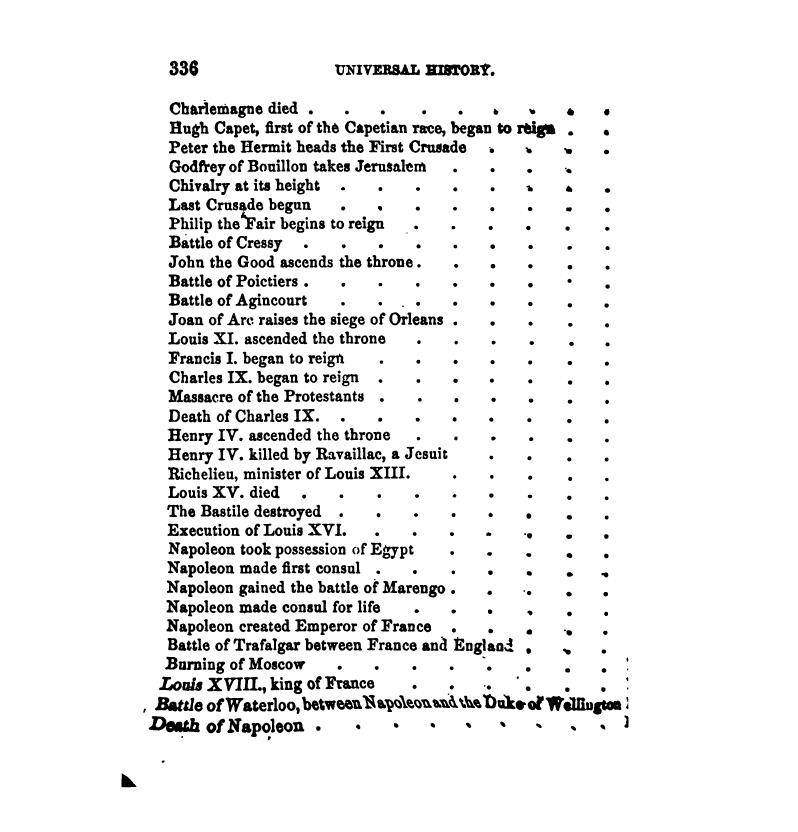 336 UNIVERSAL HISTORY.
Charlemagne died . . . . . . . . .
Hugh Capet, first of the Capetian race, began to reign . .
Peter the Hermit heads the First Crusade . . . .
Godfrey of Bouillon takes Jerusalem . . . .
Chivalry at its height . . . . . . . .
Last Crusade begun . . . . . . . .
Philip the Fair begins to reign . . . . . .
Battle of Cressy . . . . . . . . .
John the Good ascends the throne . . . . . .
Battle of Poictiers . . . . . . . . .
Battle of Agincourt . . . . . . . .
Joan of Arc raises the siege of Orleans . . . . .
Louis XI. ascended the throne . . . . . .
Francis I. began to reign . . . . . . .
Charles IX. began to reign . . . . . . .
Massacre of the Protestants . . . . . . .
Death of Charles IX. . . . . . . . .
Henry IV. ascended the throne . . . . . .
Henry IV. killed by Ravaillac, a Jesuit . . . .
Richelieu, minister of Louis XIII. . . . . .
Louis XV. died . . . . . . . . .
The Bastile destroyed . . . . . . . .
Execution of Louis XVI. . . . . . . .
Napoleon took possession of Egypt . . . . .
Napoleon made first consul . . . . . . .
Napoleon gained the battle of Marengo . . . . .
Napoleon made consul for life . . . . . .
Napoleon created Emperor of France . . . . .
Battle of Trafalgar between France and England . . .
Burning of Moscow . . . . . . . .
Louis XVIII., king of France . . . . . .
Battle of Waterloo, between Napoleon and the Duke of Wellington
Death of Napoleon . . . . . . . . .